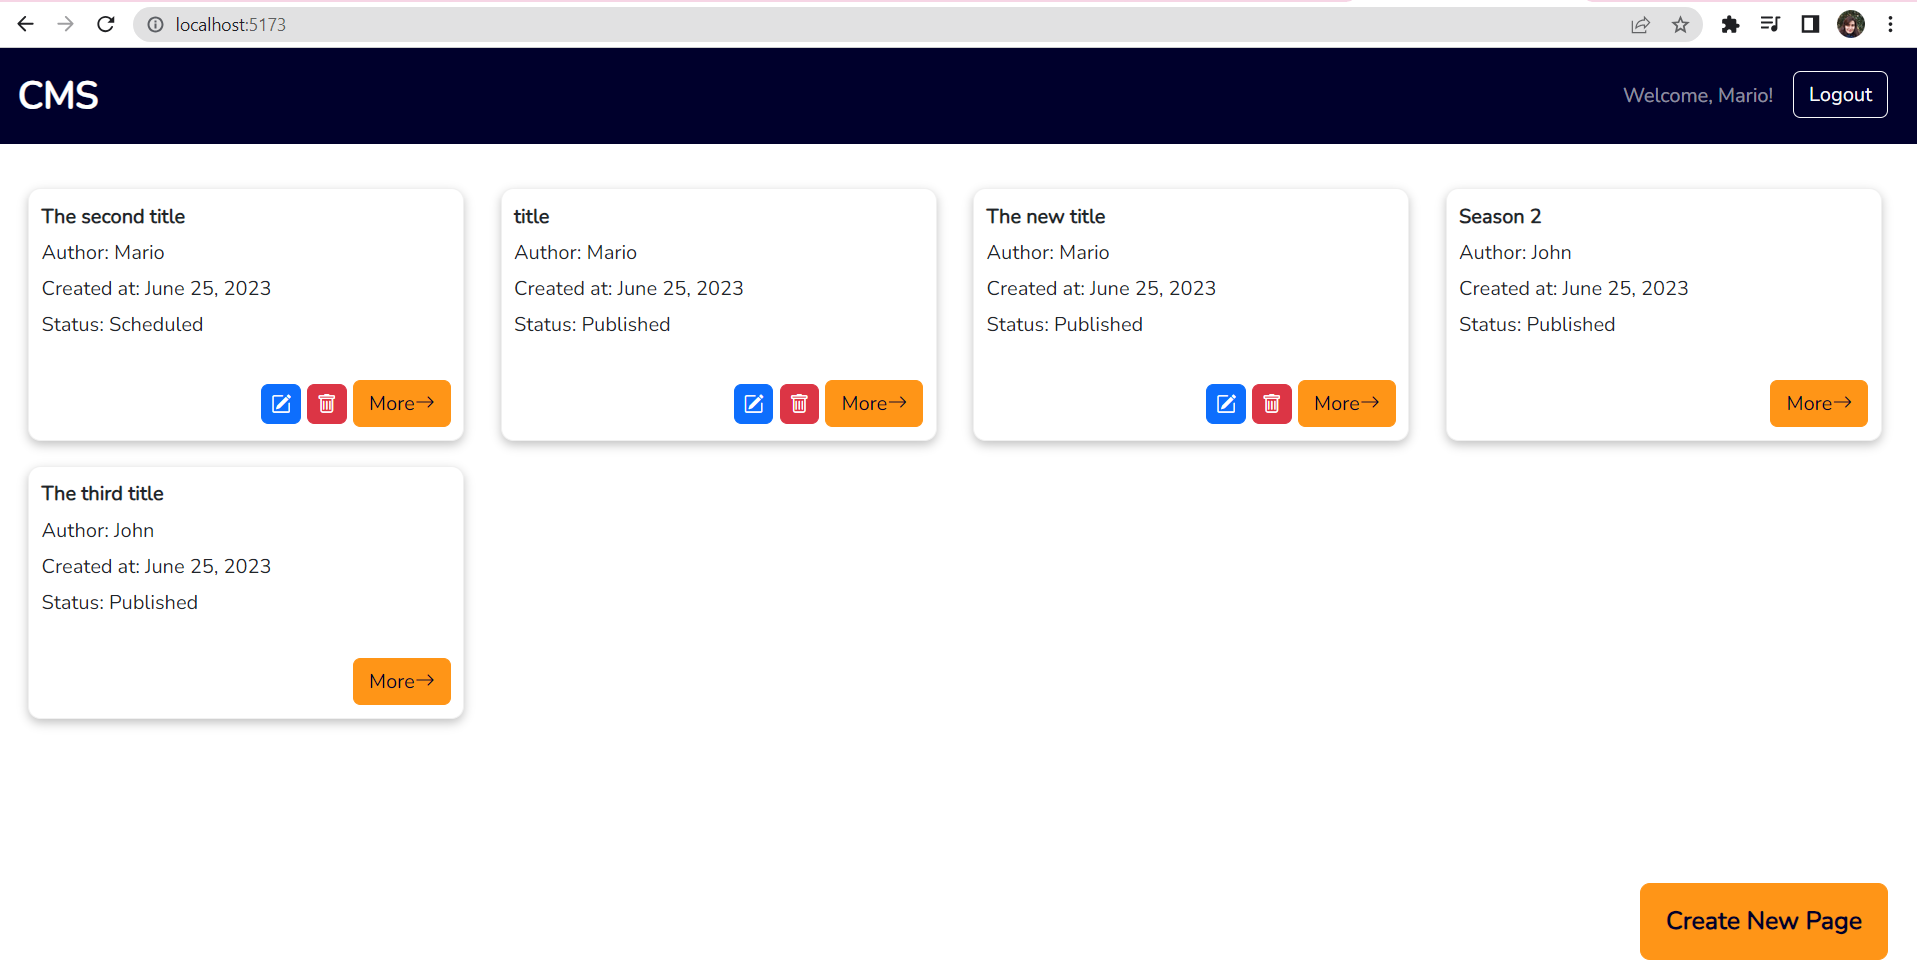 localhost:5173
CMS
Welcome, Mario!
Logout
The second title
Author: Mario
Created at: June 25, 2023
Status: Scheduled
More→
title
Author: Mario
Created at: June 25, 2023
Status: Published
More→
The new title
Author: Mario
Created at: June 25, 2023
Status: Published
More→
Season 2
Author: John
Created at: June 25, 2023
Status: Published
More→
The third title
Author: John
Created at: June 25, 2023
Status: Published
More→
Create New Page